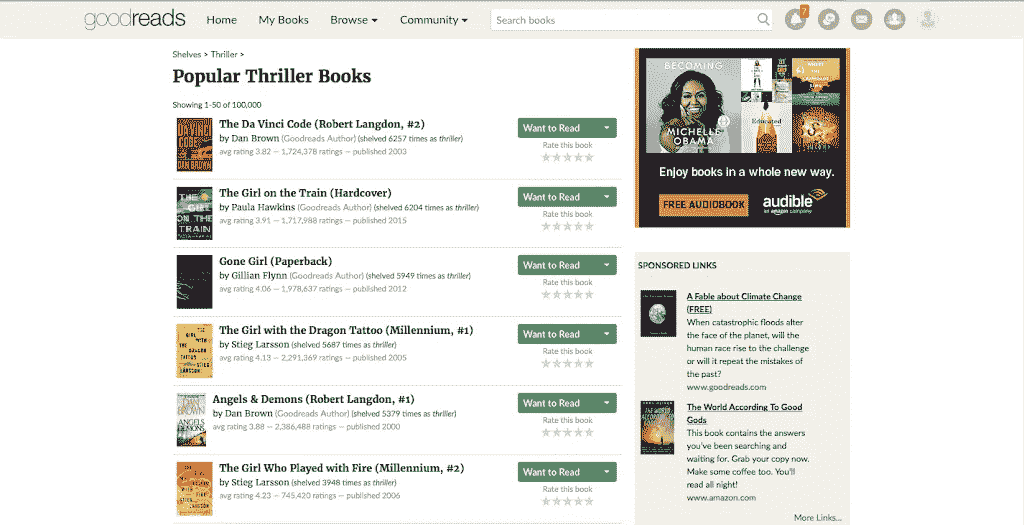 goodreads
Home
My Books
Browse
Community
Search books
7
Shelves > Thriller >
Popular Thriller Books
Showing 1-50 of 100,000
DA VINCI
CODE
DAN BROWN
The Da Vinci Code (Robert Langdon, #2)
by Dan Brown (Goodreads Author) (shelved 6257 times as thriller)
avg rating 3.82 — 1,724,378 ratings — published 2003
Want to Read
Rate this book
THE
GIRL
ON THE
TRAIN
The Girl on the Train (Hardcover)
by Paula Hawkins (Goodreads Author) (shelved 6204 times as thriller)
avg rating 3.91 — 1,717,988 ratings — published 2015
Want to Read
Rate this book
Gone Girl (Paperback)
by Gillian Flynn (Goodreads Author) (shelved 5949 times as thriller)
avg rating 4.06 — 1,978,637 ratings — published 2012
Want to Read
Rate this book
The Girl with the Dragon Tattoo (Millennium, #1)
by Stieg Larsson (shelved 5687 times as thriller)
avg rating 4.13 — 2,291,369 ratings — published 2005
Want to Read
Rate this book
Angels & Demons (Robert Langdon, #1)
by Dan Brown (Goodreads Author) (shelved 5379 times as thriller)
avg rating 3.88 — 2,386,488 ratings — published 2000
Want to Read
Rate this book
The Girl Who Played with Fire (Millennium, #2)
by Stieg Larsson (shelved 3948 times as thriller)
avg rating 4.23 — 745,420 ratings — published 2006
Want to Read
Rate this book
BECOMING
MICHELLE
OBAMA
Educated
Enjoy books in a whole new way.
FREE AUDIOBOOK
audible
an amazon company
SPONSORED LINKS
A Fable about Climate Change
(FREE)
When catastrophic floods alter
the face of the planet, will the
human race rise to the challenge
or will it repeat the mistakes of
the past?
www.goodreads.com
The World According To Good
Gods
This book contains the answers
you've been searching and
waiting for. Grab your copy now.
Make some coffee too. You'll
read all night!
www.amazon.com
More Links...